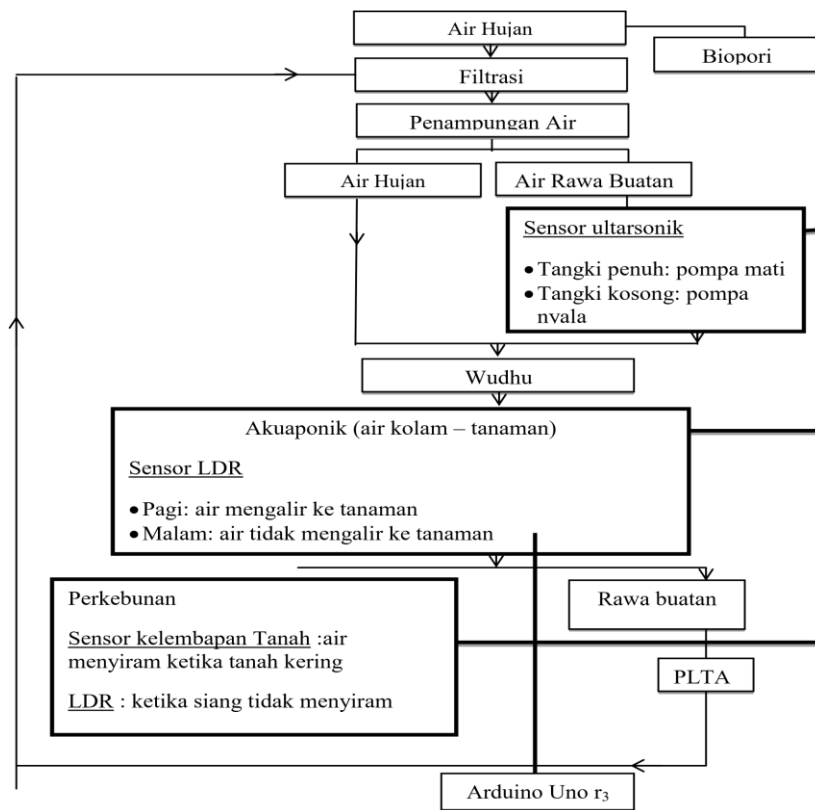 Air Hujan
Biopori
Filtrasi
Penampungan Air
Air Hujan
Air Rawa Buatan
Sensor ultarsonik
• Tangki penuh: pompa mati
• Tangki kosong: pompa
nvala
Wudhu
Akuaponik (air kolam – tanaman)
Sensor LDR
• Pagi: air mengalir ke tanaman
• Malam: air tidak mengalir ke tanaman
Perkebunan
Sensor kelembapan Tanah :air
menyiram ketika tanah kering
LDR : ketika siang tidak menyiram
Rawa buatan
PLTA
Arduino Uno r₃